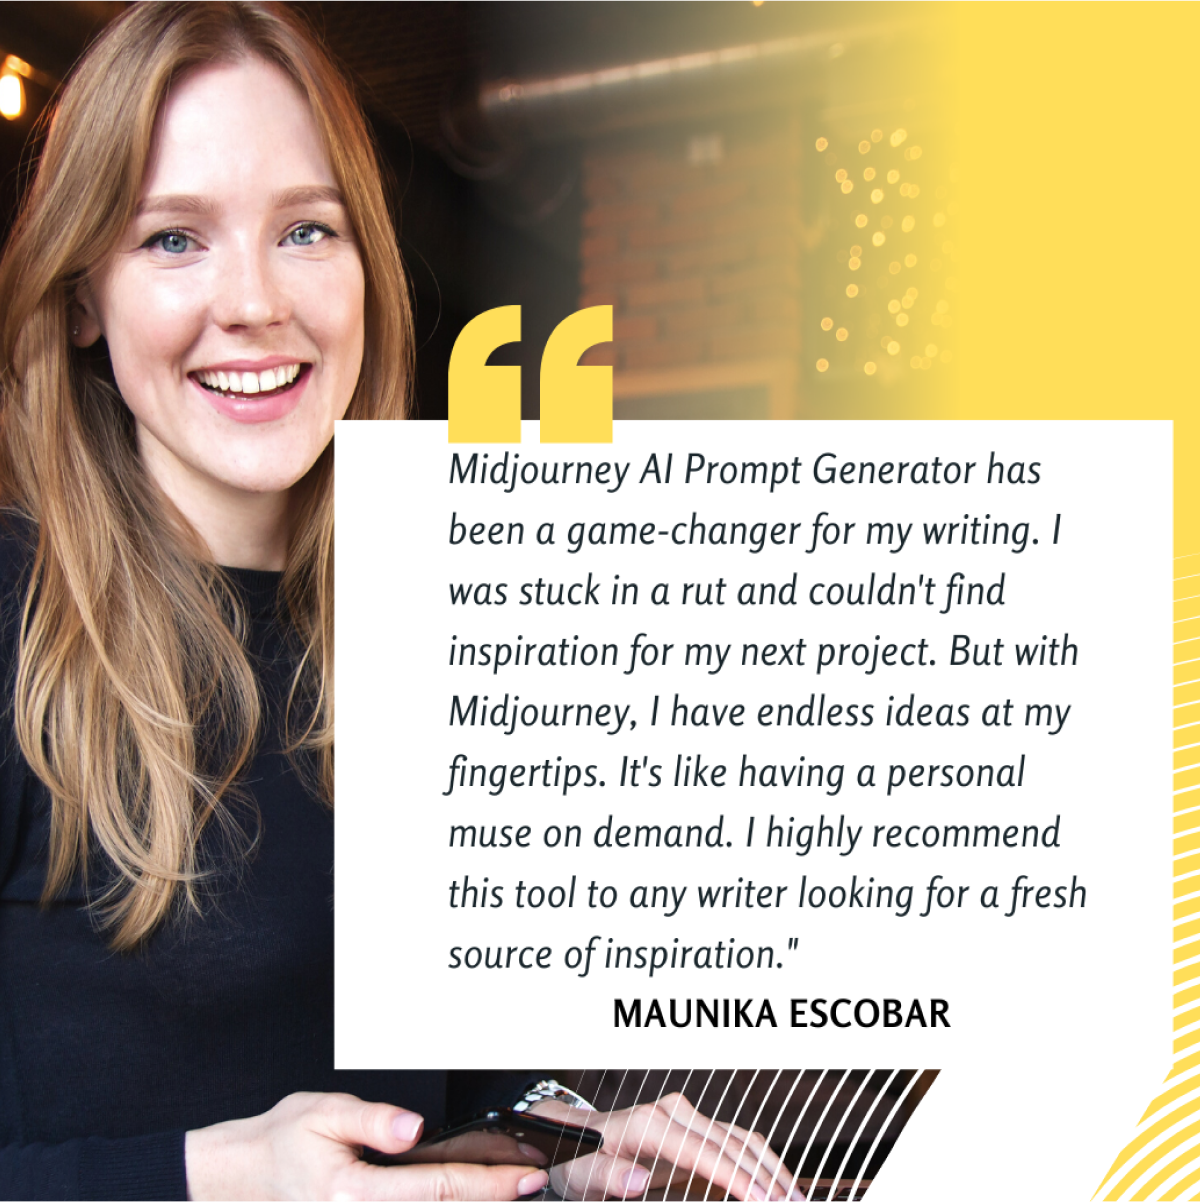 Midjourney AI Prompt Generator has
been a game-changer for my writing. I
was stuck in a rut and couldn't find
inspiration for my next project. But with
Midjourney, I have endless ideas at my
fingertips. It's like having a personal
muse on demand. I highly recommend
this tool to any writer looking for a fresh
source of inspiration."
MAUNIKA ESCOBAR